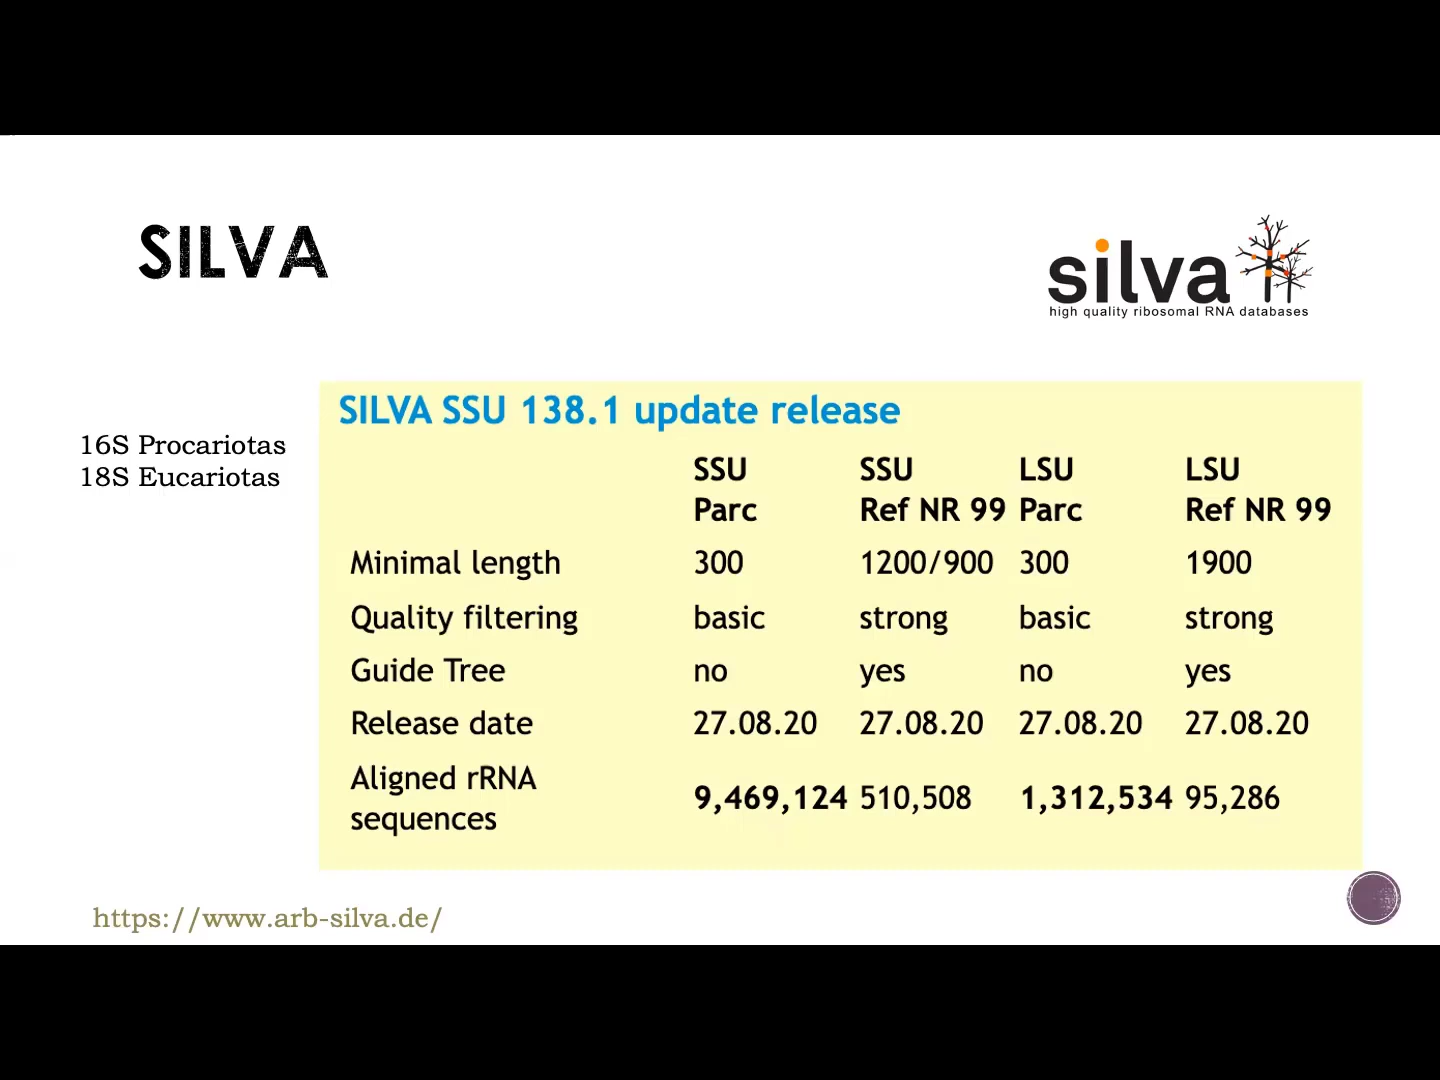 SILVA
silva
high quality ribosomal RNA databases
16S Procariotas
18S Eucariotas
SILVA SSU 138.1 update release
SSU Parc SSU Ref NR 99 LSU Parc LSU Ref NR 99
Minimal length 300 1200/900 300 1900
Quality filtering basic strong basic strong
Guide Tree no yes no yes
Release date 27.08.20 27.08.20 27.08.20 27.08.20
Aligned rRNA sequences 9,469,124 510,508 1,312,534 95,286
https://www.arb-silva.de/